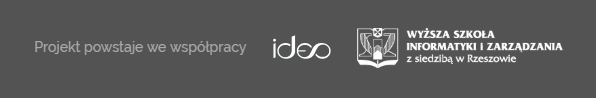 Projekt powstaje we współpracy
ideo
WYŻSZA SZKOŁA
INFORMATYKI I ZARZĄDZANIA
z siedzibą w Rzeszowie